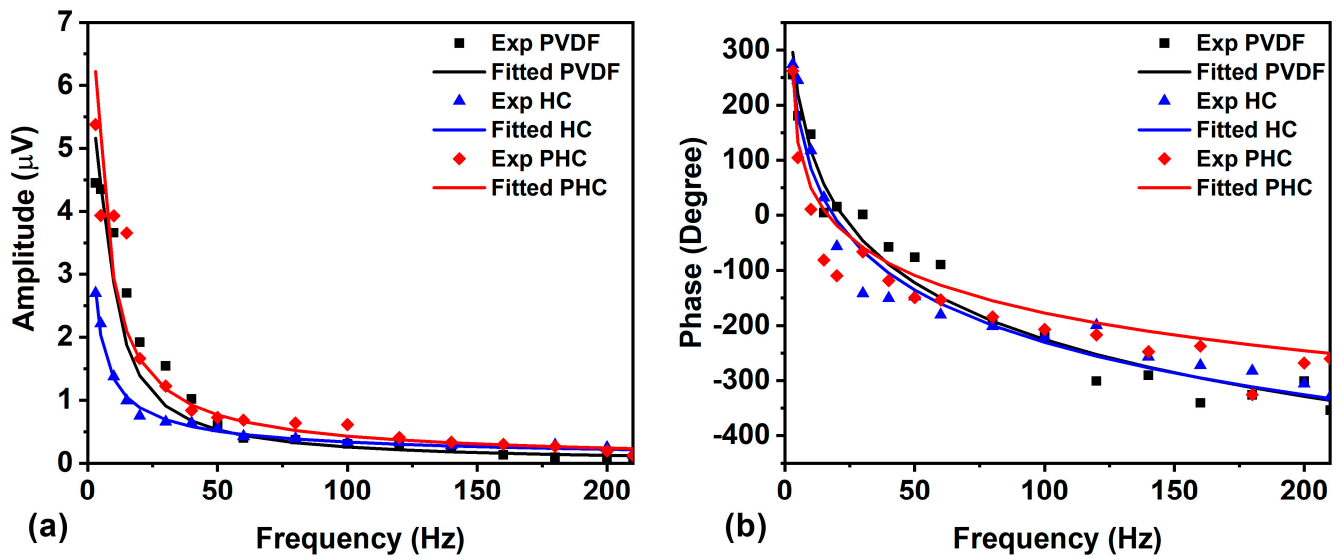 7
6
5
4
3
2
1
0
Amplitude (μV)
Exp PVDF
Fitted PVDF
Exp HC
Fitted HC
Exp PHC
Fitted PHC
0
50
100
150
200
Frequency (Hz)
(a)
300
200
100
0
-100
-200
-300
-400
Phase (Degree)
Exp PVDF
Fitted PVDF
Exp HC
Fitted HC
Exp PHC
Fitted PHC
0
50
100
150
200
Frequency (Hz)
(b)